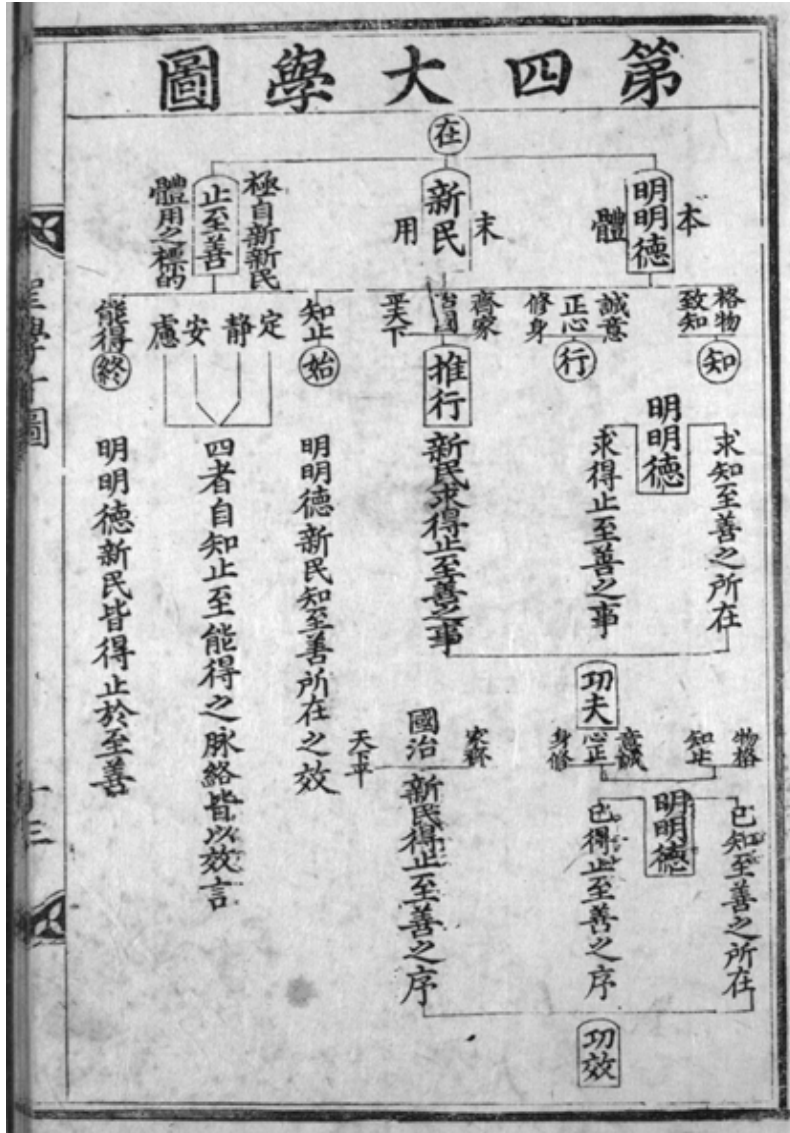 第四大學圖
在
本
明明德
體
末
新民
用
極自新新民
止至善
體用之標的
格物
致知
知
誠意
正心
修身
行
齊家
治國
平天下
推行
知止
始
定
靜
安
慮
能得
終
明明德
求知至善之所在
求得止至善之事
新民求得止至善之事
明明德新民知至善所在之效
四者自知止至能得之脉絡皆以效言
明明德新民皆得止於至善
功夫
物格
知止
意誠
心正
身修
家齊
國治
天下平
明明德
已知至善之所在
已得止至善之序
新民得止至善之序
功效
聖學十圖
十三